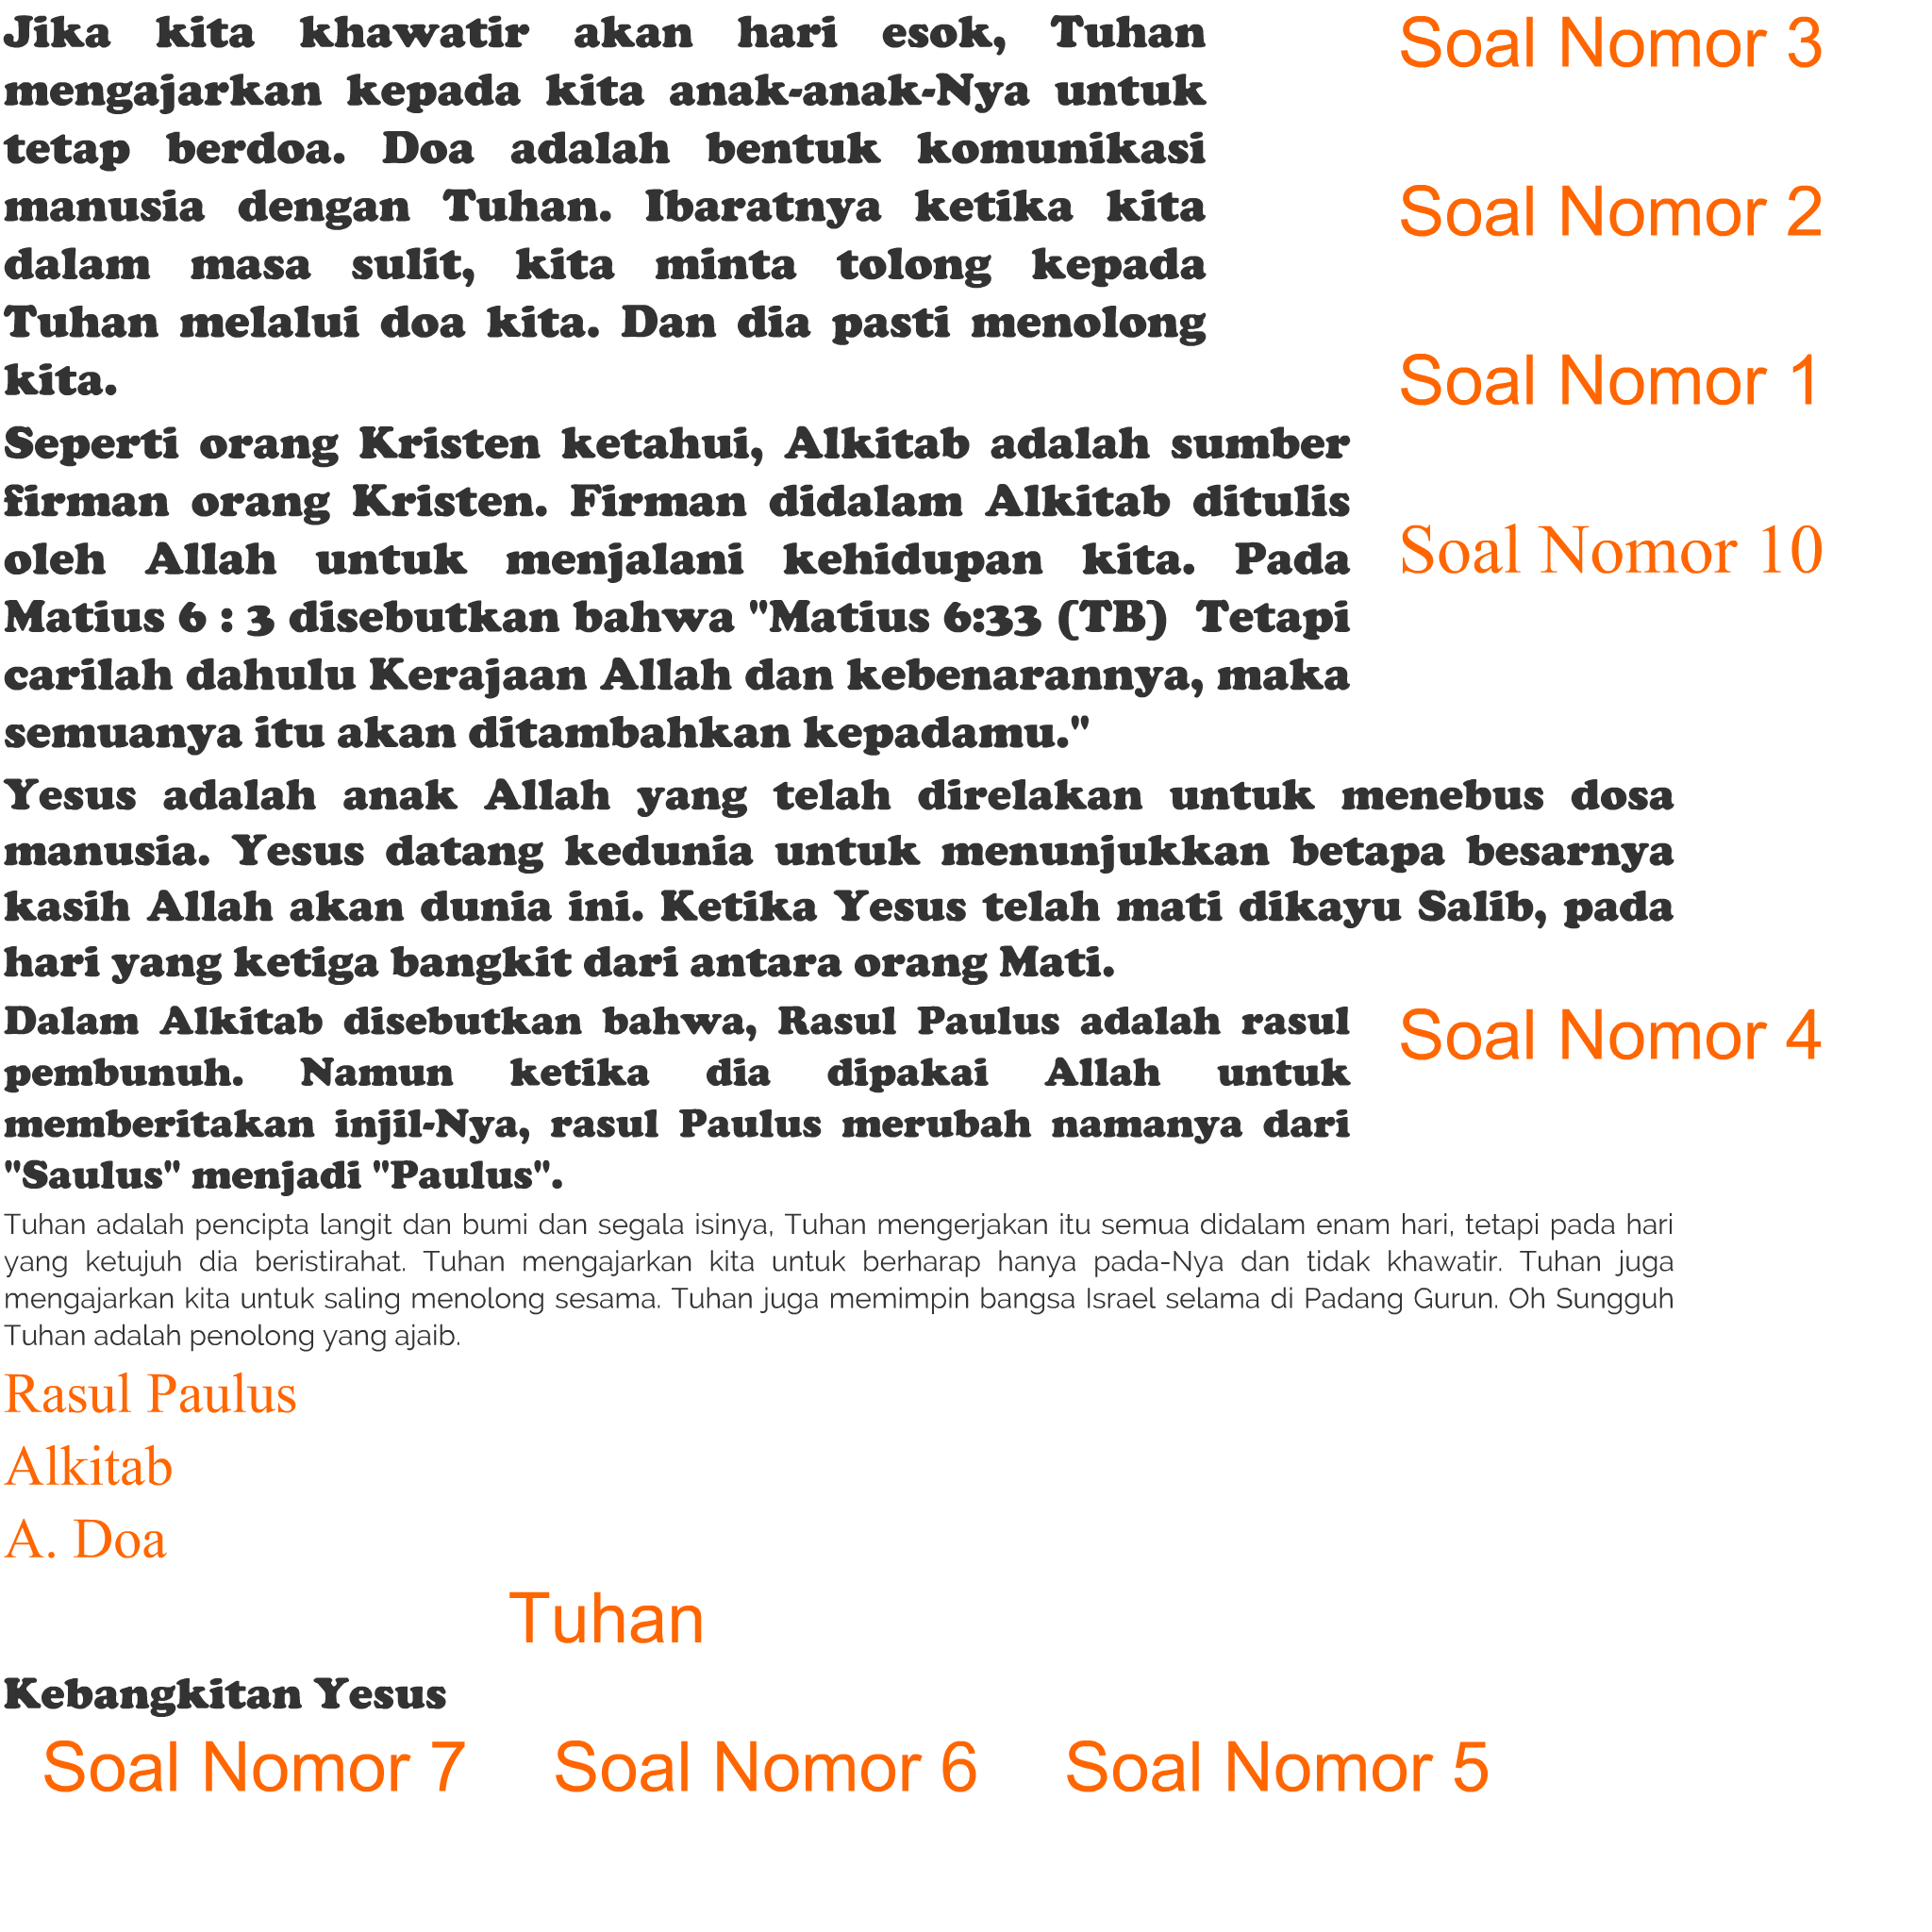 Jika kita khawatir akan hari esok, Tuhan
mengajarkan kepada kita anak-anak-Nya untuk
tetap berdoa. Doa adalah bentuk komunikasi
manusia dengan Tuhan. Ibaratnya ketika kita
dalam masa sulit, kita minta tolong kepada
Tuhan melalui doa kita. Dan dia pasti menolong
kita.
Soal Nomor 3
Soal Nomor 2
Soal Nomor 1
Soal Nomor 10
Seperti orang Kristen ketahui, Alkitab adalah sumber
firman orang Kristen. Firman didalam Alkitab ditulis
oleh Allah untuk menjalani kehidupan kita. Pada
Matius 6 : 3 disebutkan bahwa "Matius 6:33 (TB)  Tetapi
carilah dahulu Kerajaan Allah dan kebenarannya, maka
semuanya itu akan ditambahkan kepadamu."
Yesus adalah anak Allah yang telah direlakan untuk menebus dosa
manusia. Yesus datang kedunia untuk menunjukkan betapa besarnya
kasih Allah akan dunia ini. Ketika Yesus telah mati dikayu Salib, pada
hari yang ketiga bangkit dari antara orang Mati.
Dalam Alkitab disebutkan bahwa, Rasul Paulus adalah rasul
pembunuh. Namun ketika dia dipakai Allah untuk
memberitakan injil-Nya, rasul Paulus merubah namanya dari
"Saulus" menjadi "Paulus".
Soal Nomor 4
Tuhan adalah pencipta langit dan bumi dan segala isinya, Tuhan mengerjakan itu semua didalam enam hari, tetapi pada hari
yang ketujuh dia beristirahat. Tuhan mengajarkan kita untuk berharap hanya pada-Nya dan tidak khawatir. Tuhan juga
mengajarkan kita untuk saling menolong sesama. Tuhan juga memimpin bangsa Israel selama di Padang Gurun. Oh Sungguh
Tuhan adalah penolong yang ajaib.
Rasul Paulus
Alkitab
A. Doa
Tuhan
Kebangkitan Yesus
Soal Nomor 7
Soal Nomor 6
Soal Nomor 5